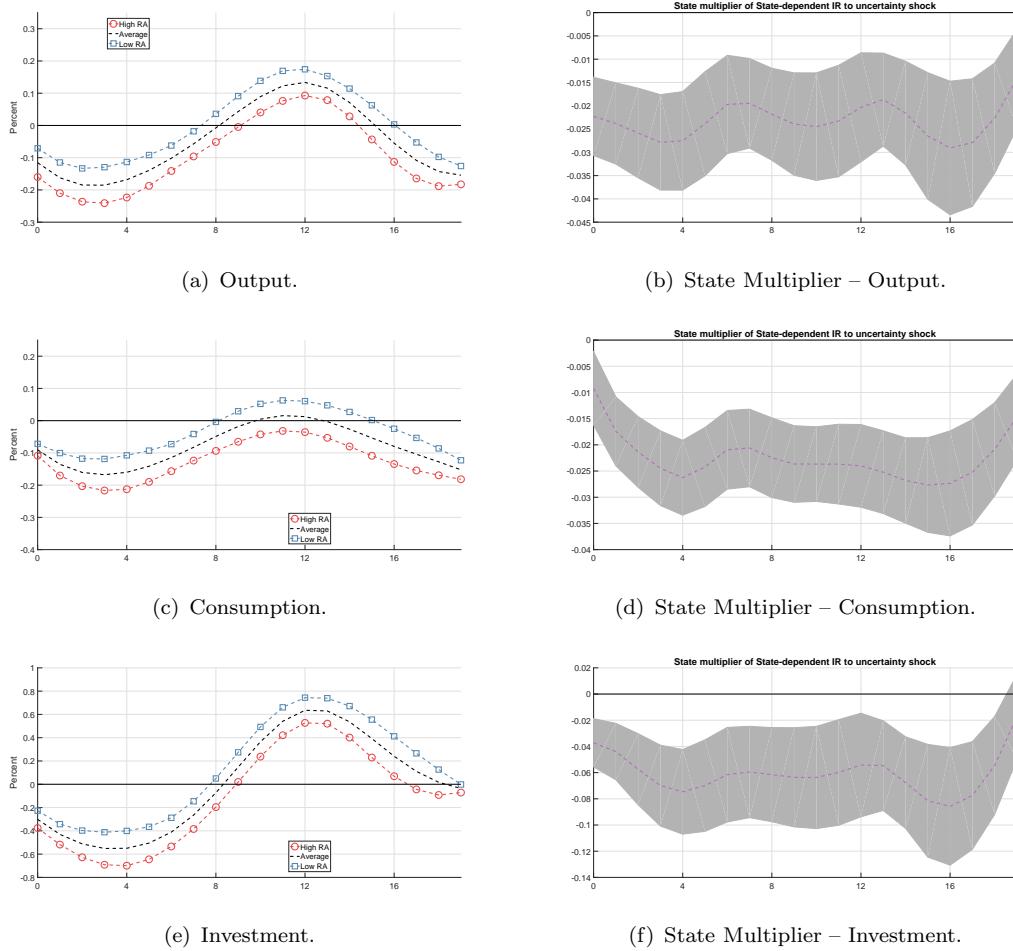 High RA
Average
Low RA
Percent
0.3
0.2
0.1
0
-0.1
-0.2
-0.3
0 4 8 12 16
(a) Output.
State multiplier of State-dependent IR to uncertainty shock
0
-0.005
-0.01
-0.015
-0.02
-0.025
-0.03
-0.035
-0.04
-0.045
0 4 8 12 16
(b) State Multiplier – Output.
Percent
0.2
0.1
0
-0.1
-0.2
-0.3
-0.4
High RA
Average
Low RA
0 4 8 12 16
(c) Consumption.
State multiplier of State-dependent IR to uncertainty shock
0
-0.005
-0.01
-0.015
-0.02
-0.025
-0.03
-0.035
-0.04
0 4 8 12 16
(d) State Multiplier – Consumption.
Percent
1
0.8
0.6
0.4
0.2
0
-0.2
-0.4
-0.6
-0.8
High RA
Average
Low RA
0 4 8 12 16
(e) Investment.
State multiplier of State-dependent IR to uncertainty shock
0.02
0
-0.02
-0.04
-0.06
-0.08
-0.1
-0.12
-0.14
0 4 8 12 16
(f) State Multiplier – Investment.